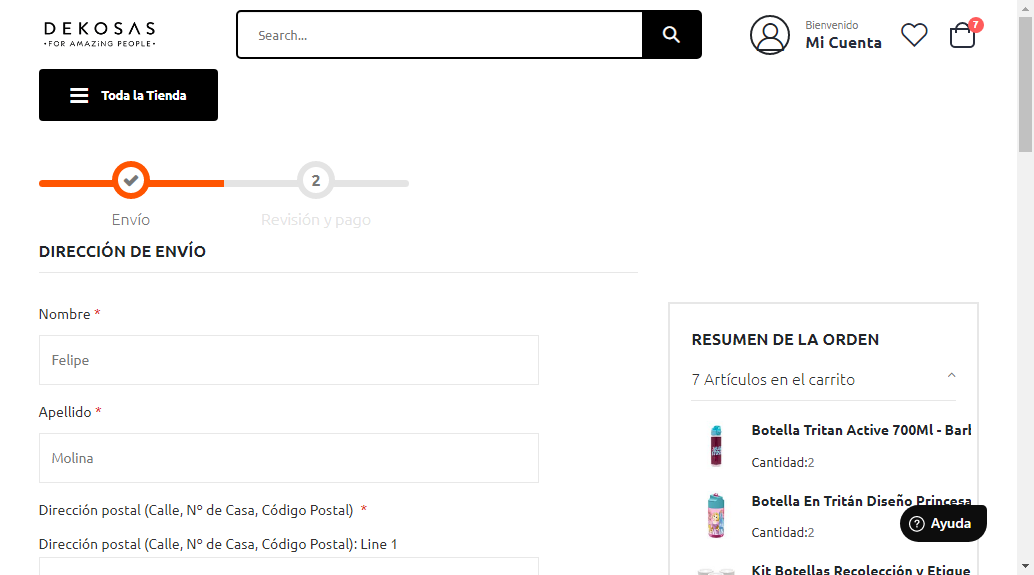 DEKOSAS
•FOR AMAZING PEOPLE•
Search...
Bienvenido
Mi Cuenta
7
Toda la Tienda
2
Envío
Revisión y pago
DIRECCIÓN DE ENVÍO
Nombre *
Felipe
Apellido *
Molina
Dirección postal (Calle, Nº de Casa, Código Postal) *
Dirección postal (Calle, Nº de Casa, Código Postal): Line 1
RESUMEN DE LA ORDEN
7 Artículos en el carrito
Botella Tritan Active 700Ml - Barb
Cantidad:2
Botella En Tritán Diseño Princesa
Cantidad:2
Kit Botellas Recolección y Etique
Ayuda